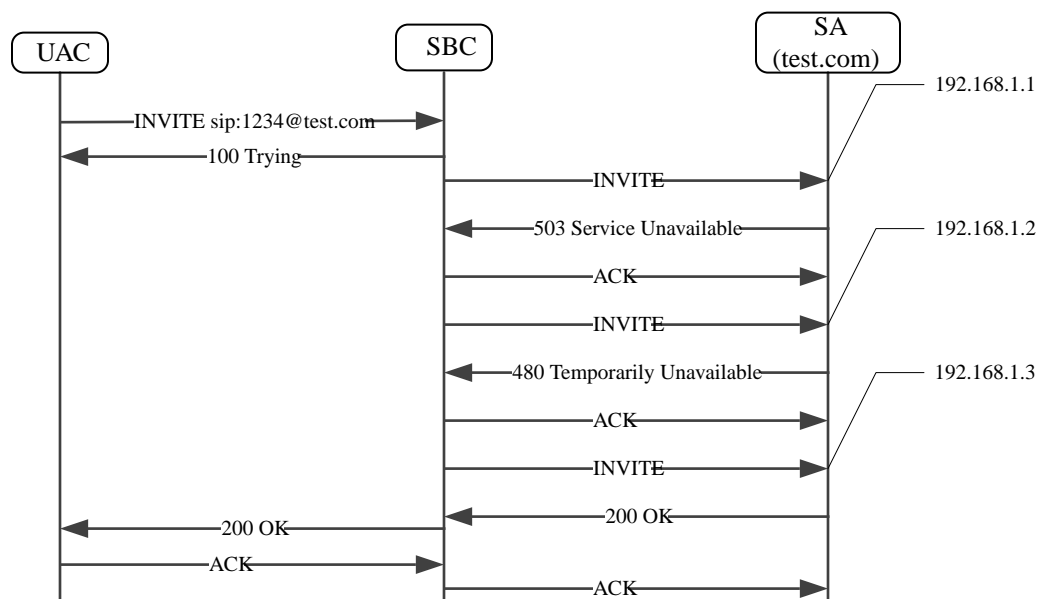 UAC
SBC
SA
(test.com)
192.168.1.1
INVITE sip:1234@test.com
100 Trying
INVITE
503 Service Unavailable
192.168.1.2
ACK
INVITE
480 Temporarily Unavailable
192.168.1.3
ACK
INVITE
200 OK
200 OK
ACK
ACK